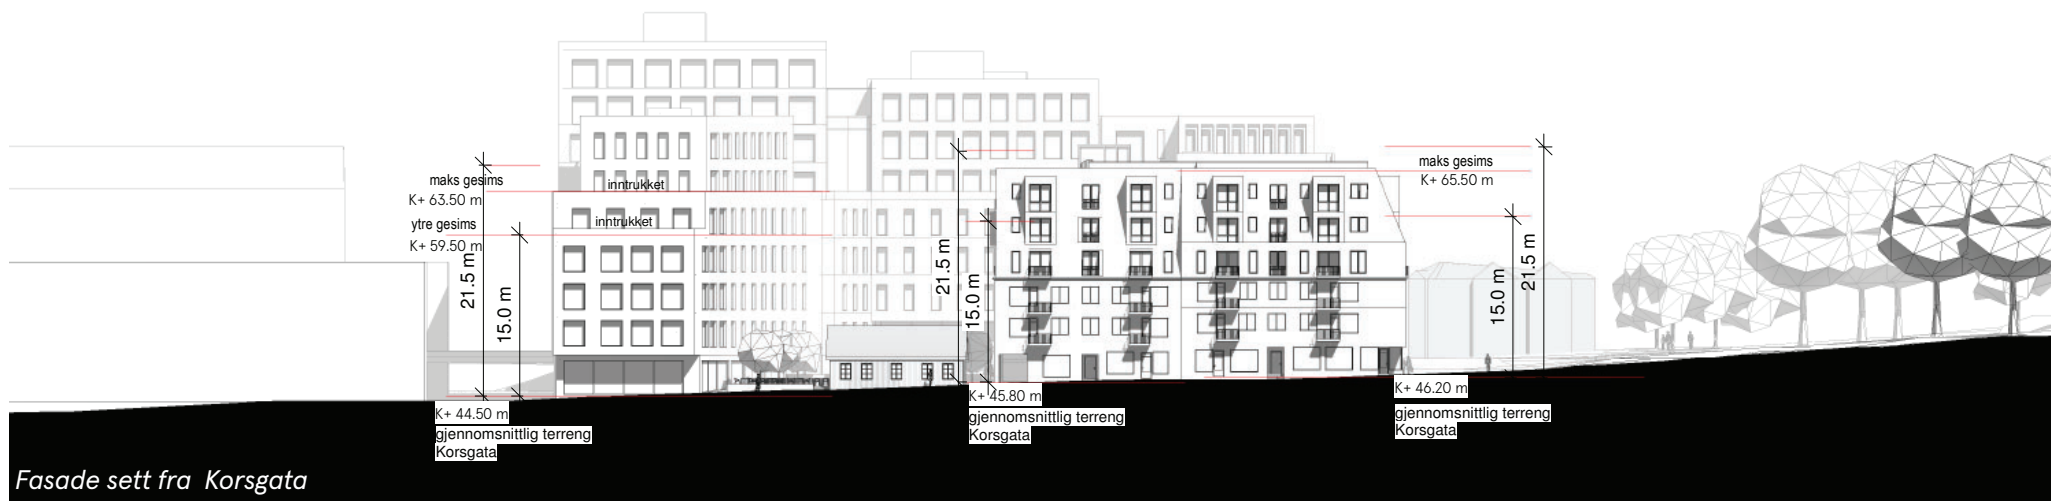 maks gesims
K+ 63.50 m
inntrukket
ytre gesims
K+ 59.50 m
inntrukket
21.5 m
15.0 m
21.5 m
15.0 m
maks gesims
K+ 65.50 m
15.0 m
21.5 m
K+ 44.50 m
gjennomsnittlig terreng
Korsgata
K+ 45.80 m
gjennomsnittlig terreng
Korsgata
K+ 46.20 m
gjennomsnittlig terreng
Korsgata
Fasade sett fra Korsgata